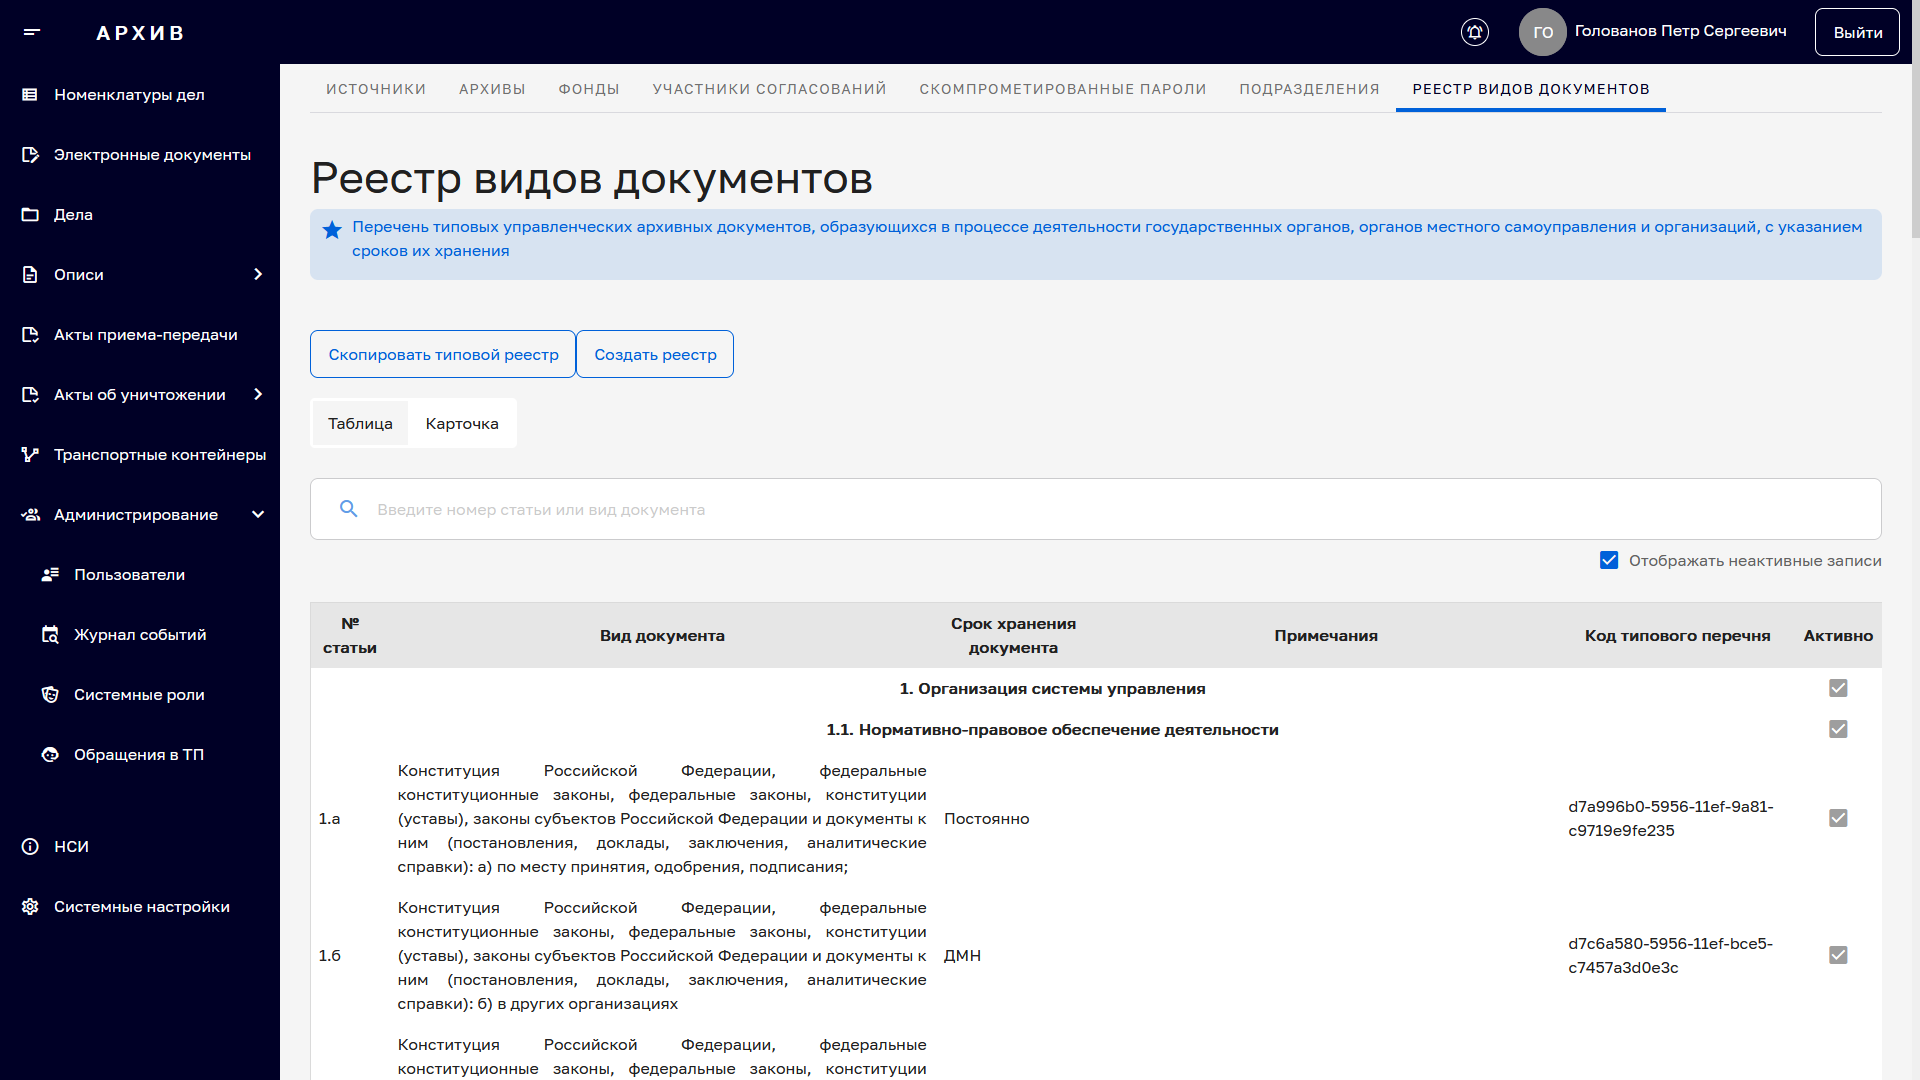 АРХИВ
ГО
Голованов Петр Сергеевич
Выйти
Номенклатуры дел
Электронные документы
Дела
Описи
Акты приема-передачи
Акты об уничтожении
Транспортные контейнеры
Администрирование
Пользователи
Журнал событий
Системные роли
Обращения в ТП
НСИ
Системные настройки
ИСТОЧНИКИ
АРХИВЫ
ФОНДЫ
УЧАСТНИКИ СОГЛАСОВАНИЙ
СКОМПРОМЕТИРОВАННЫЕ ПАРОЛИ
ПОДРАЗДЕЛЕНИЯ
РЕЕСТР ВИДОВ ДОКУМЕНТОВ
Реестр видов документов
Перечень типовых управленческих архивных документов, образующихся в процессе деятельности государственных органов, органов местного самоуправления и организаций, с указанием
сроков их хранения
Скопировать типовой реестр
Создать реестр
Таблица
Карточка
Введите номер статьи или вид документа
Отображать неактивные записи
№
статьи
Вид документа
Срок хранения
документа
Примечания
Код типового перечня
Активно
1. Организация системы управления
1.1. Нормативно-правовое обеспечение деятельности
1.а
Конституция Российской Федерации, федеральные
конституционные законы, федеральные законы, конституции
(уставы), законы субъектов Российской Федерации и документы к
ним (постановления, доклады, заключения, аналитические
справки): а) по месту принятия, одобрения, подписания;
Постоянно
d7a996b0-5956-11ef-9a81-
c9719e9fe235
1.б
Конституция Российской Федерации, федеральные
конституционные законы, федеральные законы, конституции
(уставы), законы субъектов Российской Федерации и документы к
ним (постановления, доклады, заключения, аналитические
справки): б) в других организациях
ДМН
d7c6a580-5956-11ef-bce5-
c7457a3d0e3c
Конституция Российской Федерации, федеральные
конституционные законы, федеральные законы, конституции